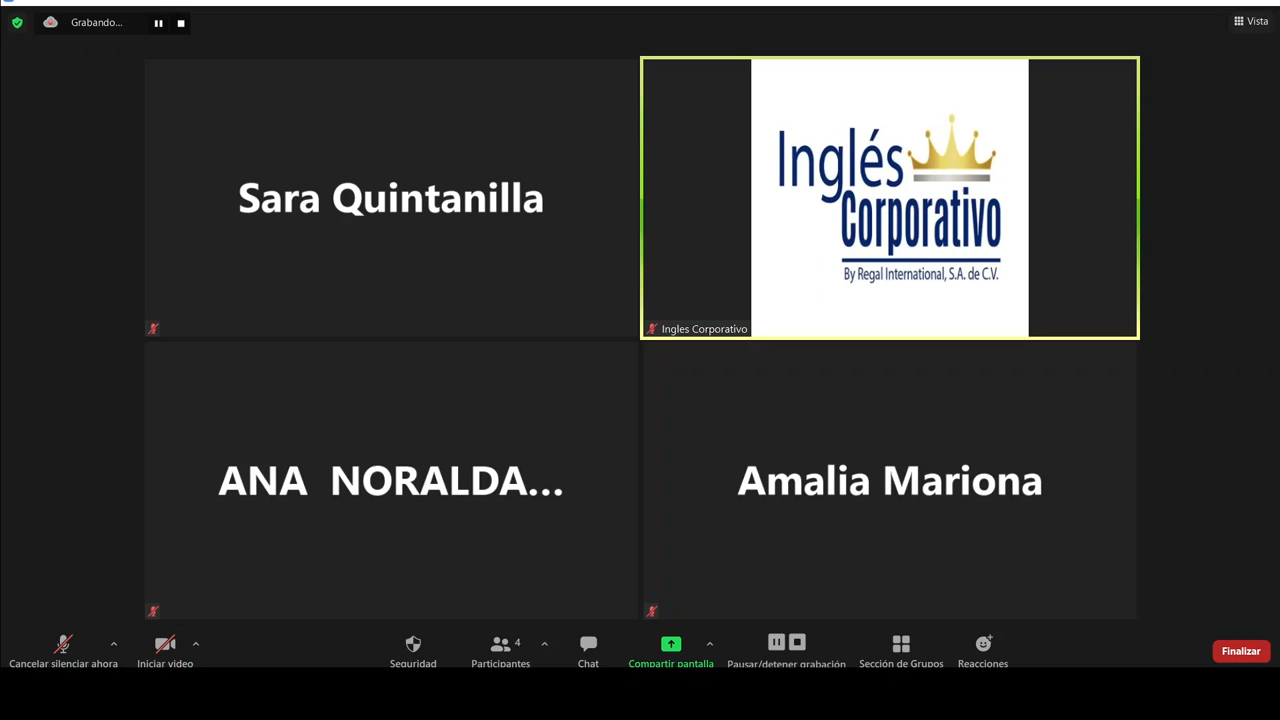 Grabando...
Vista
Sara Quintanilla
Inglés
Corporativo
By Regal International, S.A. de C.V.
Ingles Corporativo
ANA NORALDA...
Amalia Mariona
4
Cancelar silenciar ahora
Iniciar video
Seguridad
Participantes
Chat
Compartir pantalla
Pausar/detener grabación
Sección de Grupos
Reacciones
Finalizar